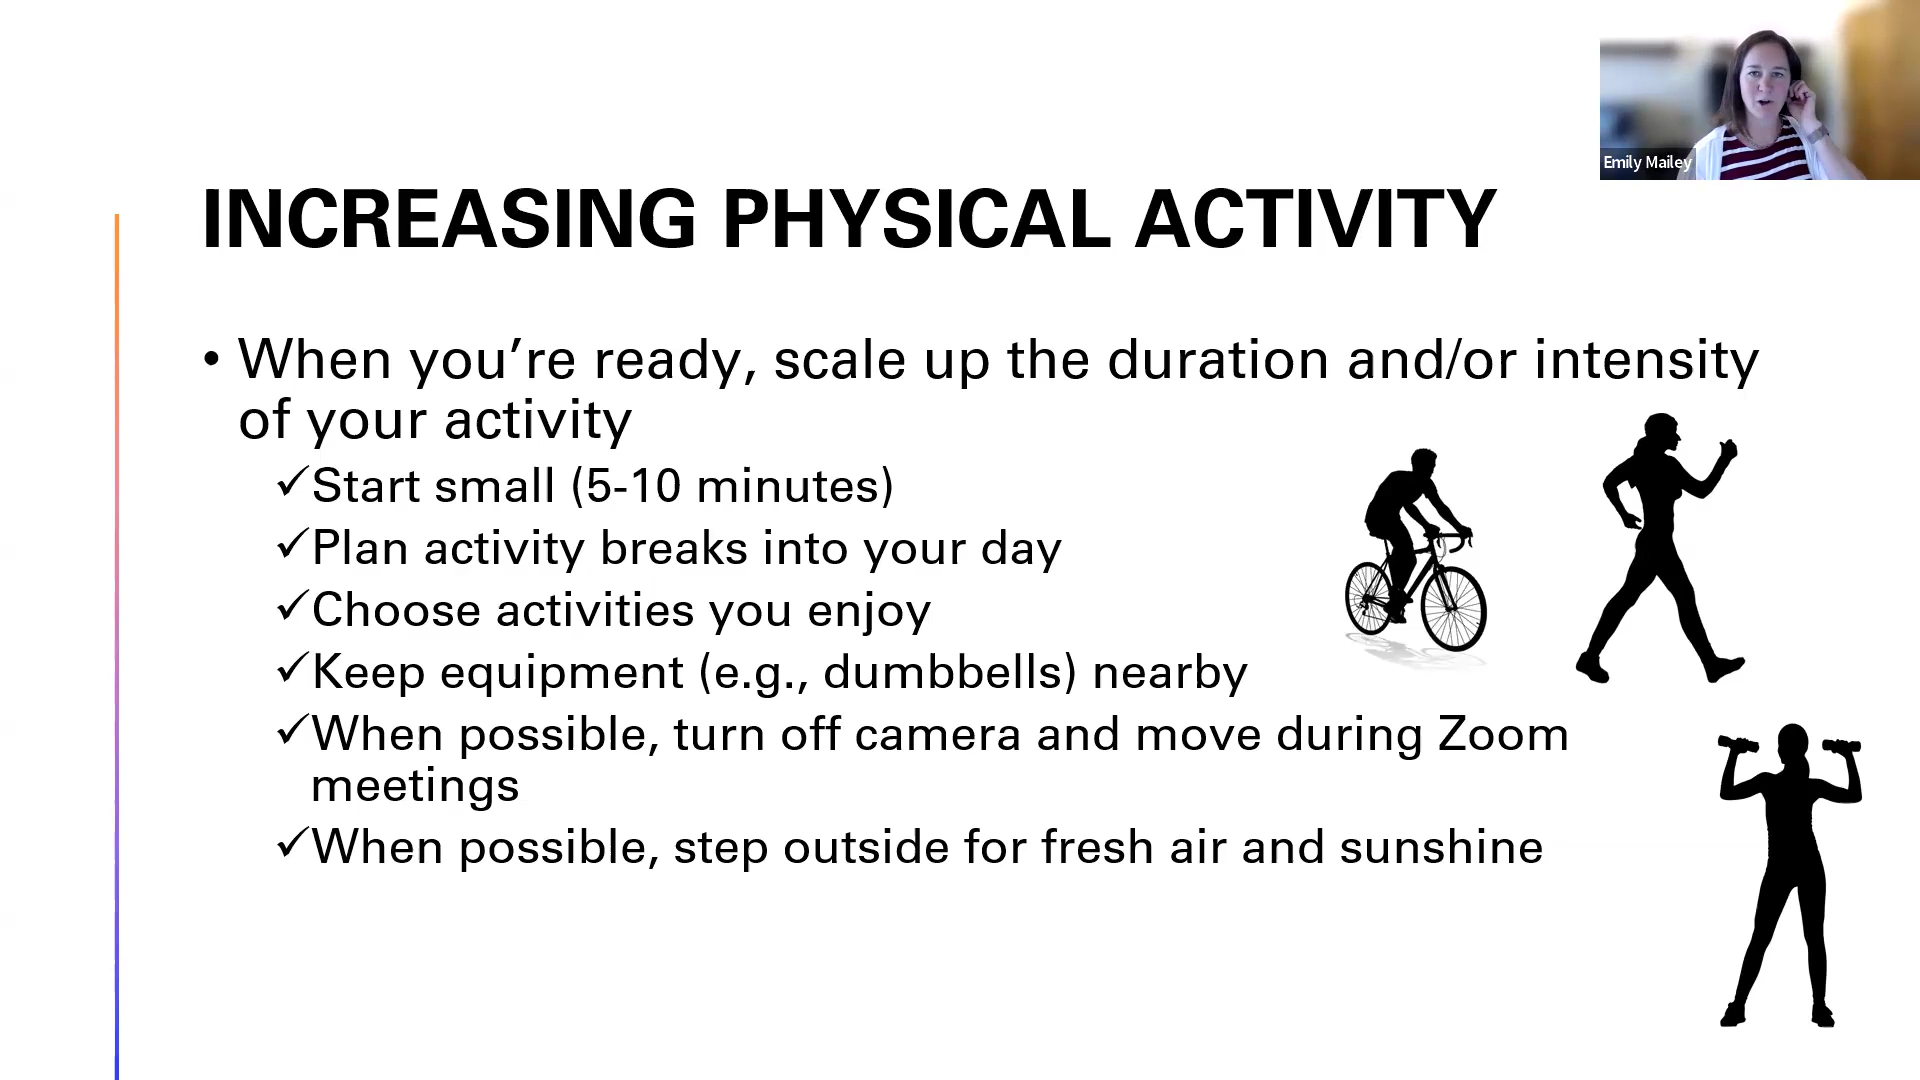 Emily Mailey
INCREASING PHYSICAL ACTIVITY
• When you’re ready, scale up the duration and/or intensity
of your activity
✓Start small (5-10 minutes)
✓Plan activity breaks into your day
✓Choose activities you enjoy
✓Keep equipment (e.g., dumbbells) nearby
✓When possible, turn off camera and move during Zoom
meetings
✓When possible, step outside for fresh air and sunshine